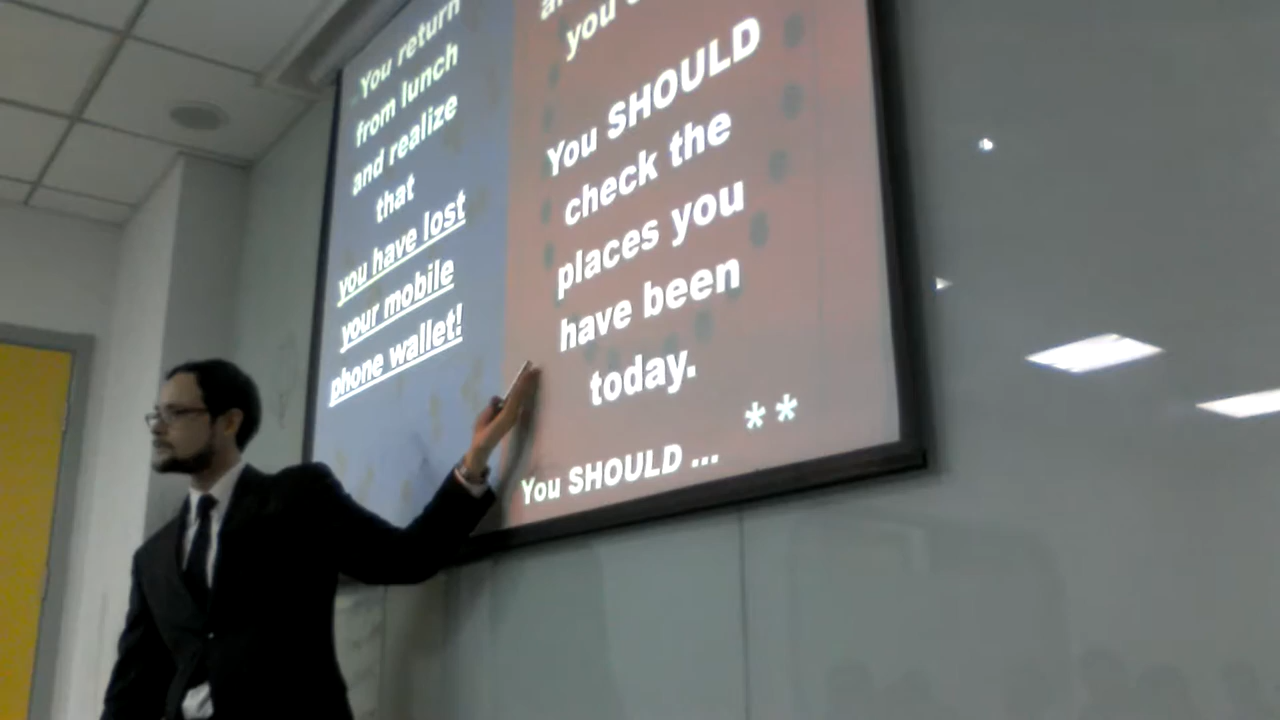 You return
from lunch
and realize
that
you have lost
your mobile
phone wallet!
you
You SHOULD
check the
places you
have been
today.
**
You SHOULD ...